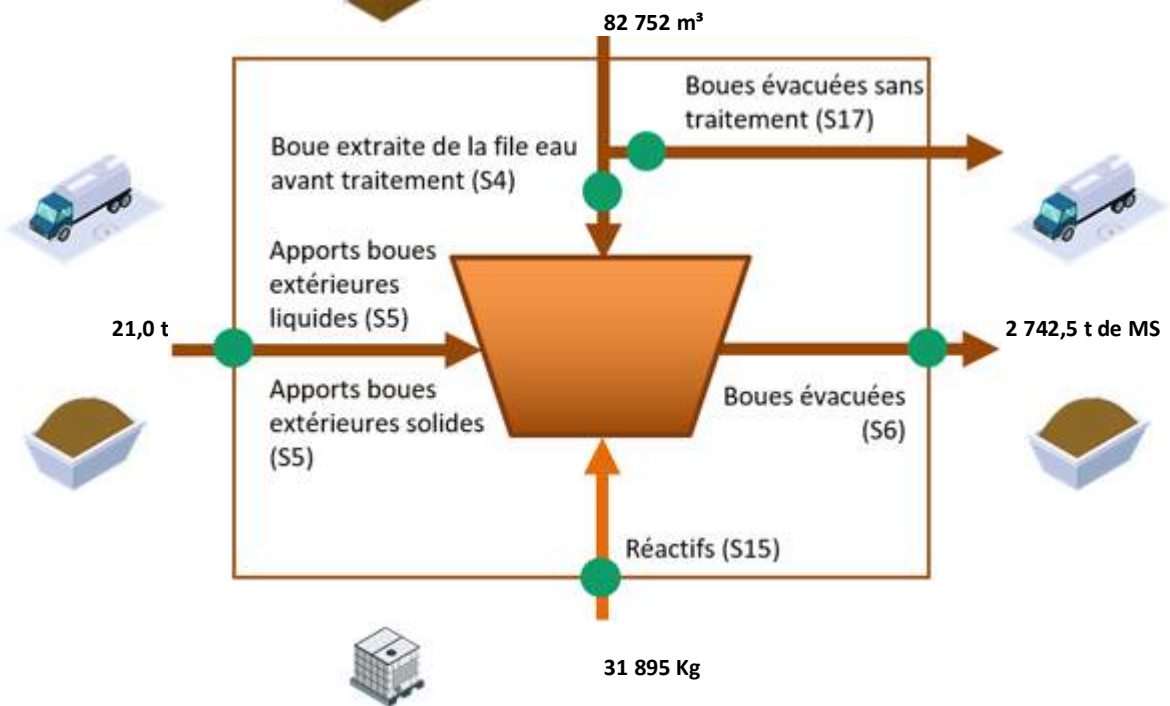 82 752 m³
Boues évacuées sans
traitement (S17)
Boue extraite de la file eau
avant traitement (S4)
Apports boues
extérieures
liquides (S5)
21,0 t
2 742,5 t de MS
Apports boues
extérieures solides
(S5)
Boues évacuées
(S6)
Réactifs (S15)
31 895 Kg